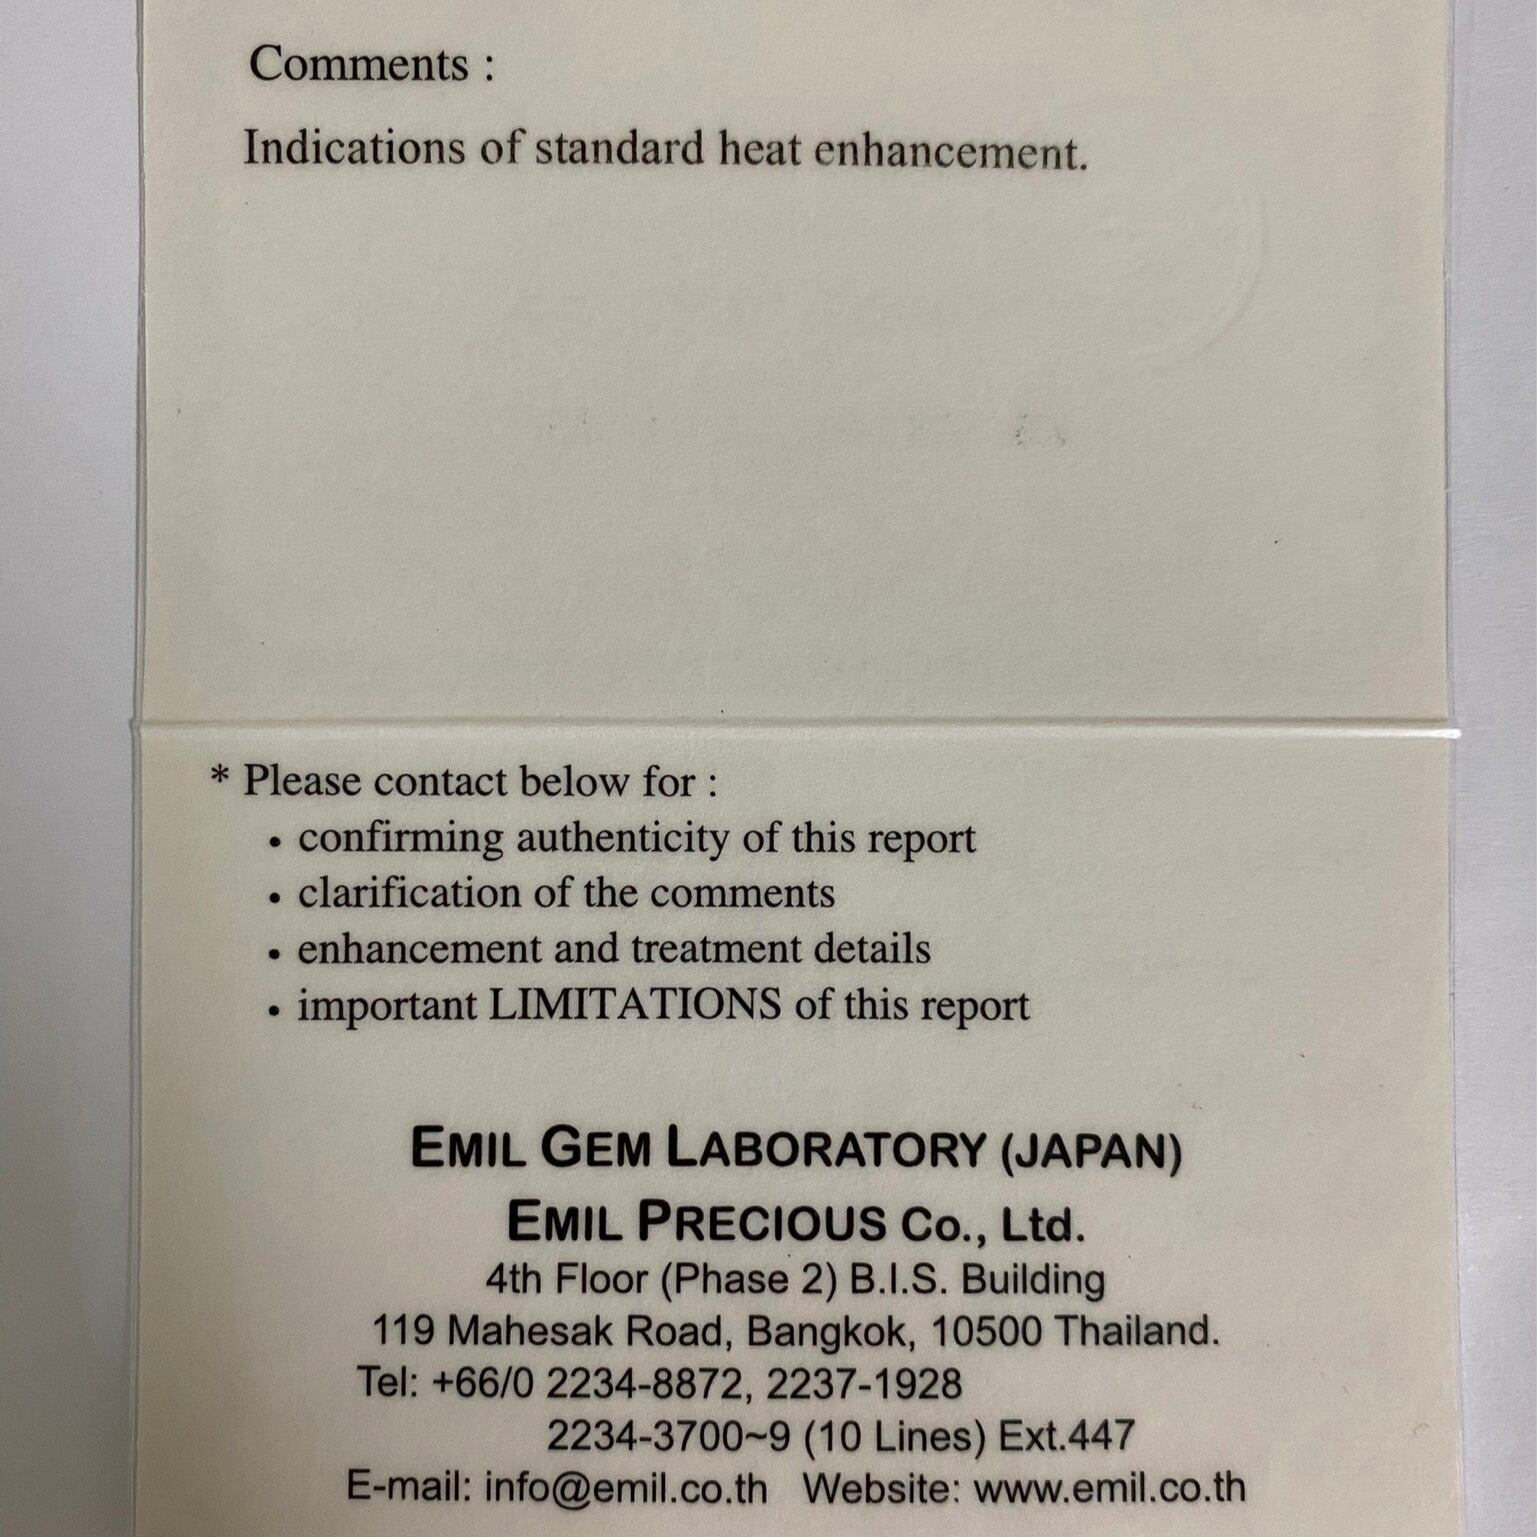 Comments :
Indications of standard heat enhancement.
* Please contact below for :
• confirming authenticity of this report
• clarification of the comments
• enhancement and treatment details
• important LIMITATIONS of this report
EMIL GEM LABORATORY (JAPAN)
EMIL PRECIOUS Co., Ltd.
4th Floor (Phase 2) B.I.S. Building
119 Mahesak Road, Bangkok, 10500 Thailand.
Tel: +66/0 2234-8872, 2237-1928
2234-3700~9 (10 Lines) Ext.447
E-mail: info@emil.co.th Website: www.emil.co.th